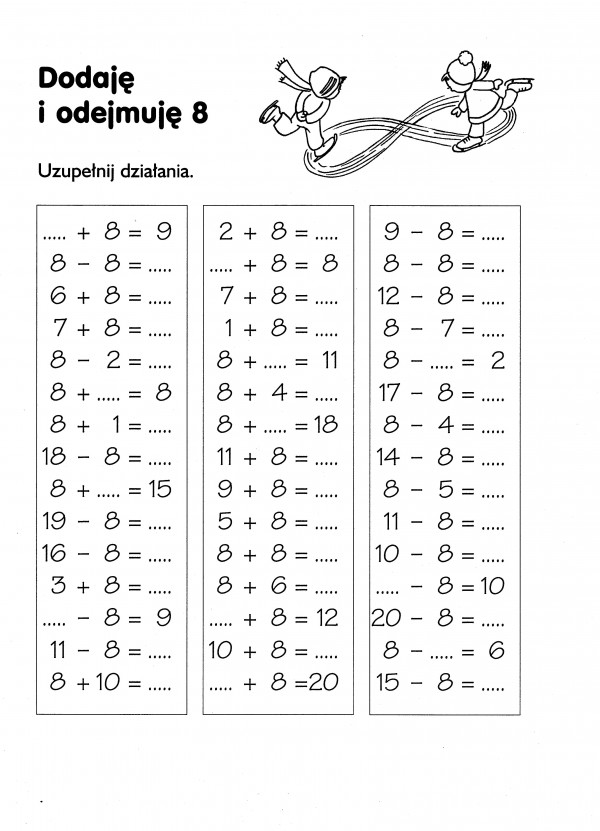 Dodaję
i odejmuję 8
Uzupełnij działania.
..... + 8 = 9
8 - 8 = .....
6 + 8 = .....
7 + 8 = .....
8 - 2 = .....
8 + ..... = 8
8 + 1 = .....
18 - 8 = .....
8 + ..... = 15
19 - 8 = .....
16 - 8 = .....
3 + 8 = .....
..... - 8 = 9
11 - 8 = .....
8 + 10 = .....
2 + 8 = .....
..... + 8 = 8
7 + 8 = .....
1 + 8 = .....
8 + ..... = 11
8 + 4 = .....
8 + ..... = 18
11 + 8 = .....
9 + 8 = .....
5 + 8 = .....
8 + 8 = .....
8 + 6 = .....
..... + 8 = 12
10 + 8 = .....
..... + 8 = 20
9 - 8 = .....
8 - 8 = .....
12 - 8 = .....
8 - 7 = .....
8 - ..... = 2
17 - 8 = .....
8 - 4 = .....
14 - 8 = .....
8 - 5 = .....
11 - 8 = .....
10 - 8 = .....
..... - 8 = 10
20 - 8 = .....
8 - ..... = 6
15 - 8 = .....